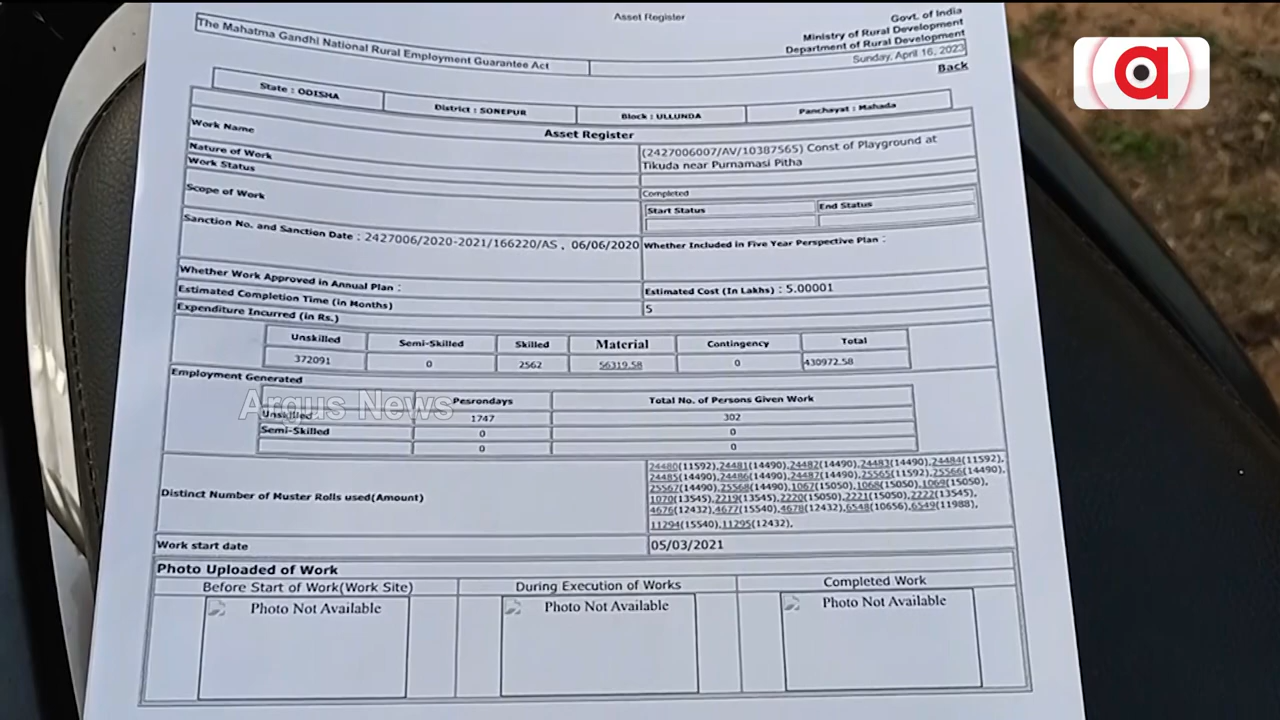 Asset Register
Govt. of India
Ministry of Rural Development
Department of Rural Development
Sunday, April 16, 2023
The Mahatma Gandhi National Rural Employment Guarantee Act
Back
State : ODISHA District : SONEPUR Block : ULLUNDA Panchayat : Mahada
Asset Register
Work Name (2427006007/AV/10387565) Const of Playground at
Tikuda near Purnamasi Pitha
Nature of Work
Work Status Completed
Scope of Work Start Status End Status
Sanction No. and Sanction Date : 2427006/2020-2021/166220/AS , 06/06/2020 Whether Included in Five Year Perspective Plan :
Whether Work Approved in Annual Plan : Estimated Cost (In Lakhs) : 5.00001
Estimated Completion Time (in Months) 5
Expenditure Incurred (in Rs.)
Unskilled Semi-Skilled Skilled Material Contingency Total
372091 0 2562 56319.58 0 430972.58
Employment Generated
Pesrondays Total No. of Persons Given Work
Unskilled 1747 302
Semi-Skilled 0 0
0 0
Argus News
Distinct Number of Muster Rolls used(Amount)
24480(11592),24481(14490),24482(14490),24483(14490),24484(11592),
24485(14490),24486(14490),24487(14490),25565(11592),25566(14490),
25567(14490),25568(14490),1067(15050),1068(15050),1069(15050),
1070(13545),2219(13545),2220(15050),2221(15050),2222(13545),
4676(12432),4677(15540),4678(12432),6548(10656),6549(11988),
11294(15540),11295(12432),
Work start date 05/03/2021
Photo Uploaded of Work
Before Start of Work(Work Site) During Execution of Works Completed Work
Photo Not Available Photo Not Available Photo Not Available
a